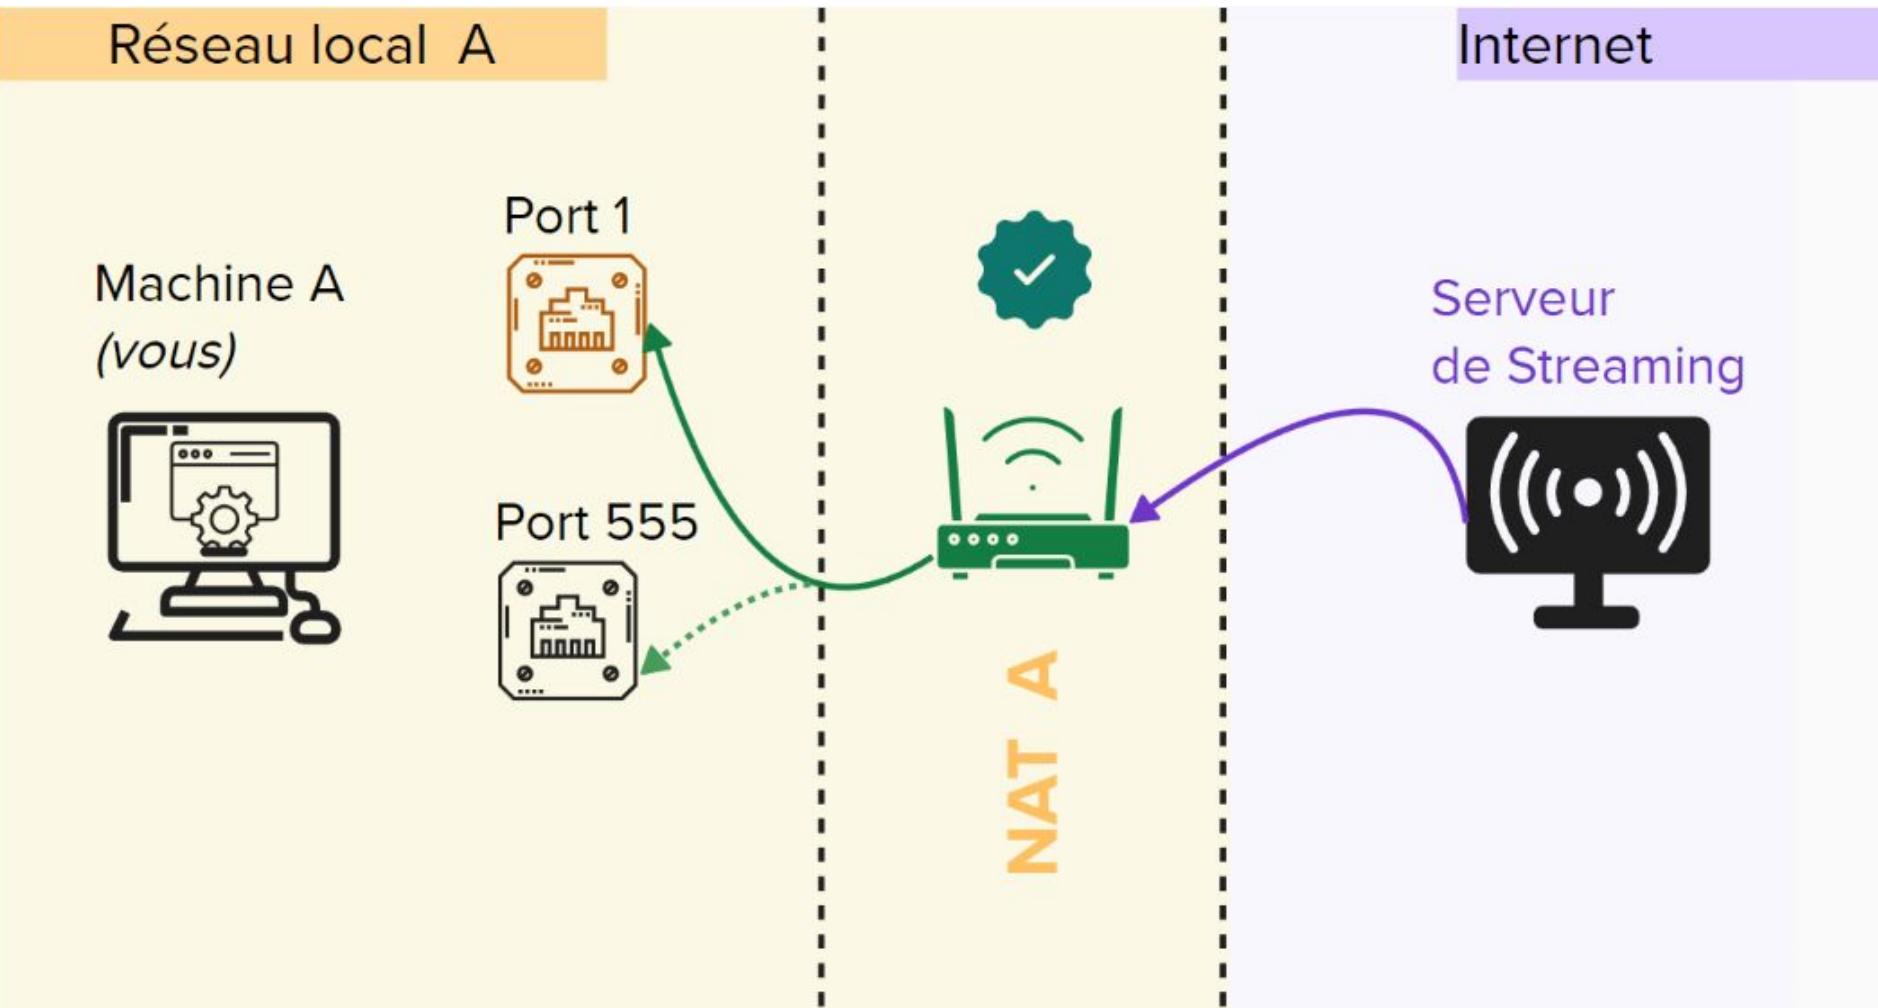 Réseau local A
Internet
Port 1
Machine A
(vous)
Serveur
de Streaming
Port 555
NAT A